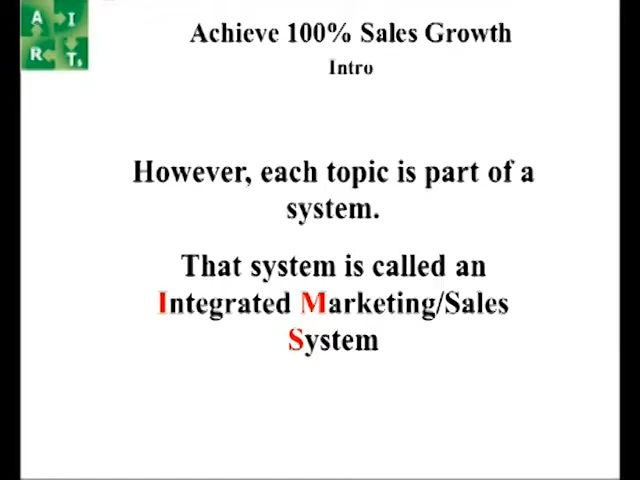 A I
R Ts
Achieve 100% Sales Growth
Intro
However, each topic is part of a
system.
That system is called an
Integrated Marketing/Sales
System